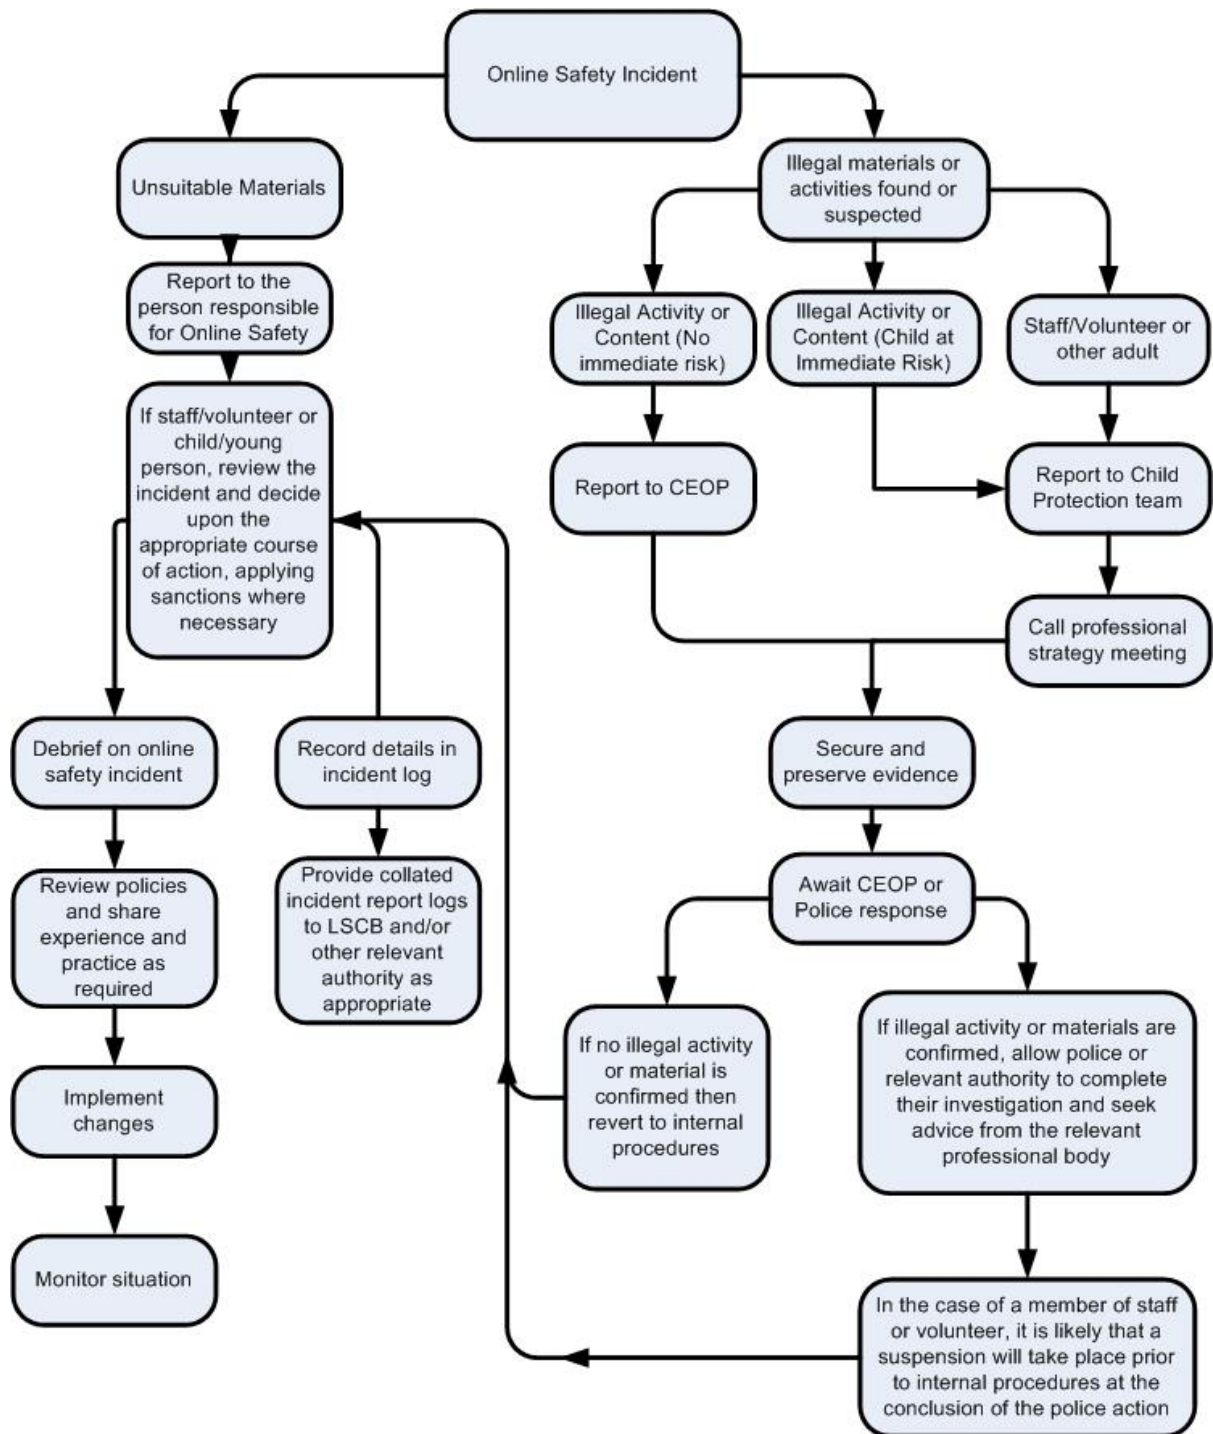 Online Safety Incident
Unsuitable Materials
Report to the
person responsible
for Online Safety
If staff/volunteer or
child/young
person, review the
incident and decide
upon the
appropriate course
of action, applying
sanctions where
necessary
Debrief on online
safety incident
Review policies
and share
experience and
practice as
required
Implement
changes
Monitor situation
Record details in
incident log
Provide collated
incident report logs
to LSCB and/or
other relevant
authority as
appropriate
Illegal materials or
activities found or
suspected
Illegal Activity or
Content (No
immediate risk)
Illegal Activity or
Content (Child at
Immediate Risk)
Staff/Volunteer or
other adult
Report to CEOP
Report to Child
Protection team
Call professional
strategy meeting
Secure and
preserve evidence
Await CEOP or
Police response
If no illegal activity
or material is
confirmed then
revert to internal
procedures
If illegal activity or materials are
confirmed, allow police or
relevant authority to complete
their investigation and seek
advice from the relevant
professional body
In the case of a member of staff
or volunteer, it is likely that a
suspension will take place prior
to internal procedures at the
conclusion of the police action